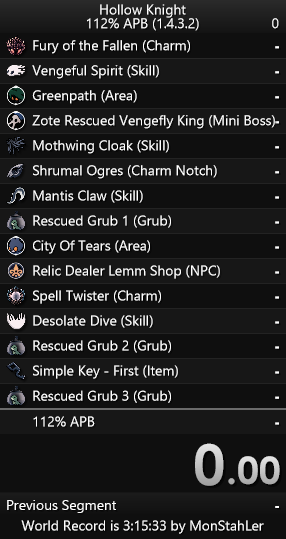 Hollow Knight
112% APB (1.4.3.2) 0
Fury of the Fallen (Charm) -
Vengeful Spirit (Skill) -
Greenpath (Area) -
Zote Rescued Vengefly King (Mini Boss)-
Mothwing Cloak (Skill) -
Shrumal Ogres (Charm Notch) -
Mantis Claw (Skill) -
Rescued Grub 1 (Grub) -
City Of Tears (Area) -
Relic Dealer Lemm Shop (NPC) -
Spell Twister (Charm) -
Desolate Dive (Skill) -
Rescued Grub 2 (Grub) -
Simple Key - First (Item) -
Rescued Grub 3 (Grub) -
112% APB -
0.00
Previous Segment -
World Record is 3:15:33 by MonStahLer